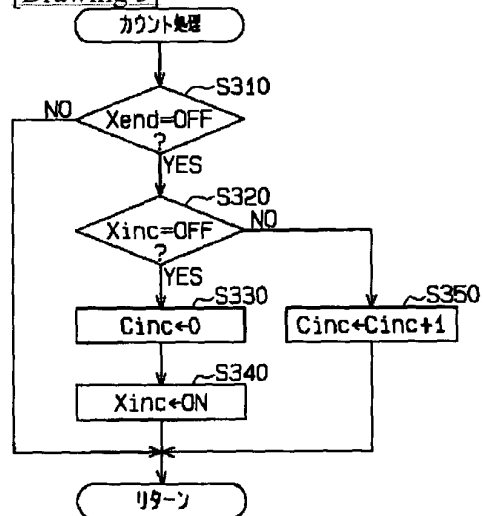 カウント処理
S310
NO
Xend=OFF
?
YES
S320
Xinc=OFF
NO
?
YES
S330
Cinc←0
S350
Cinc←Cinc+1
S340
Xinc←ON
リターン